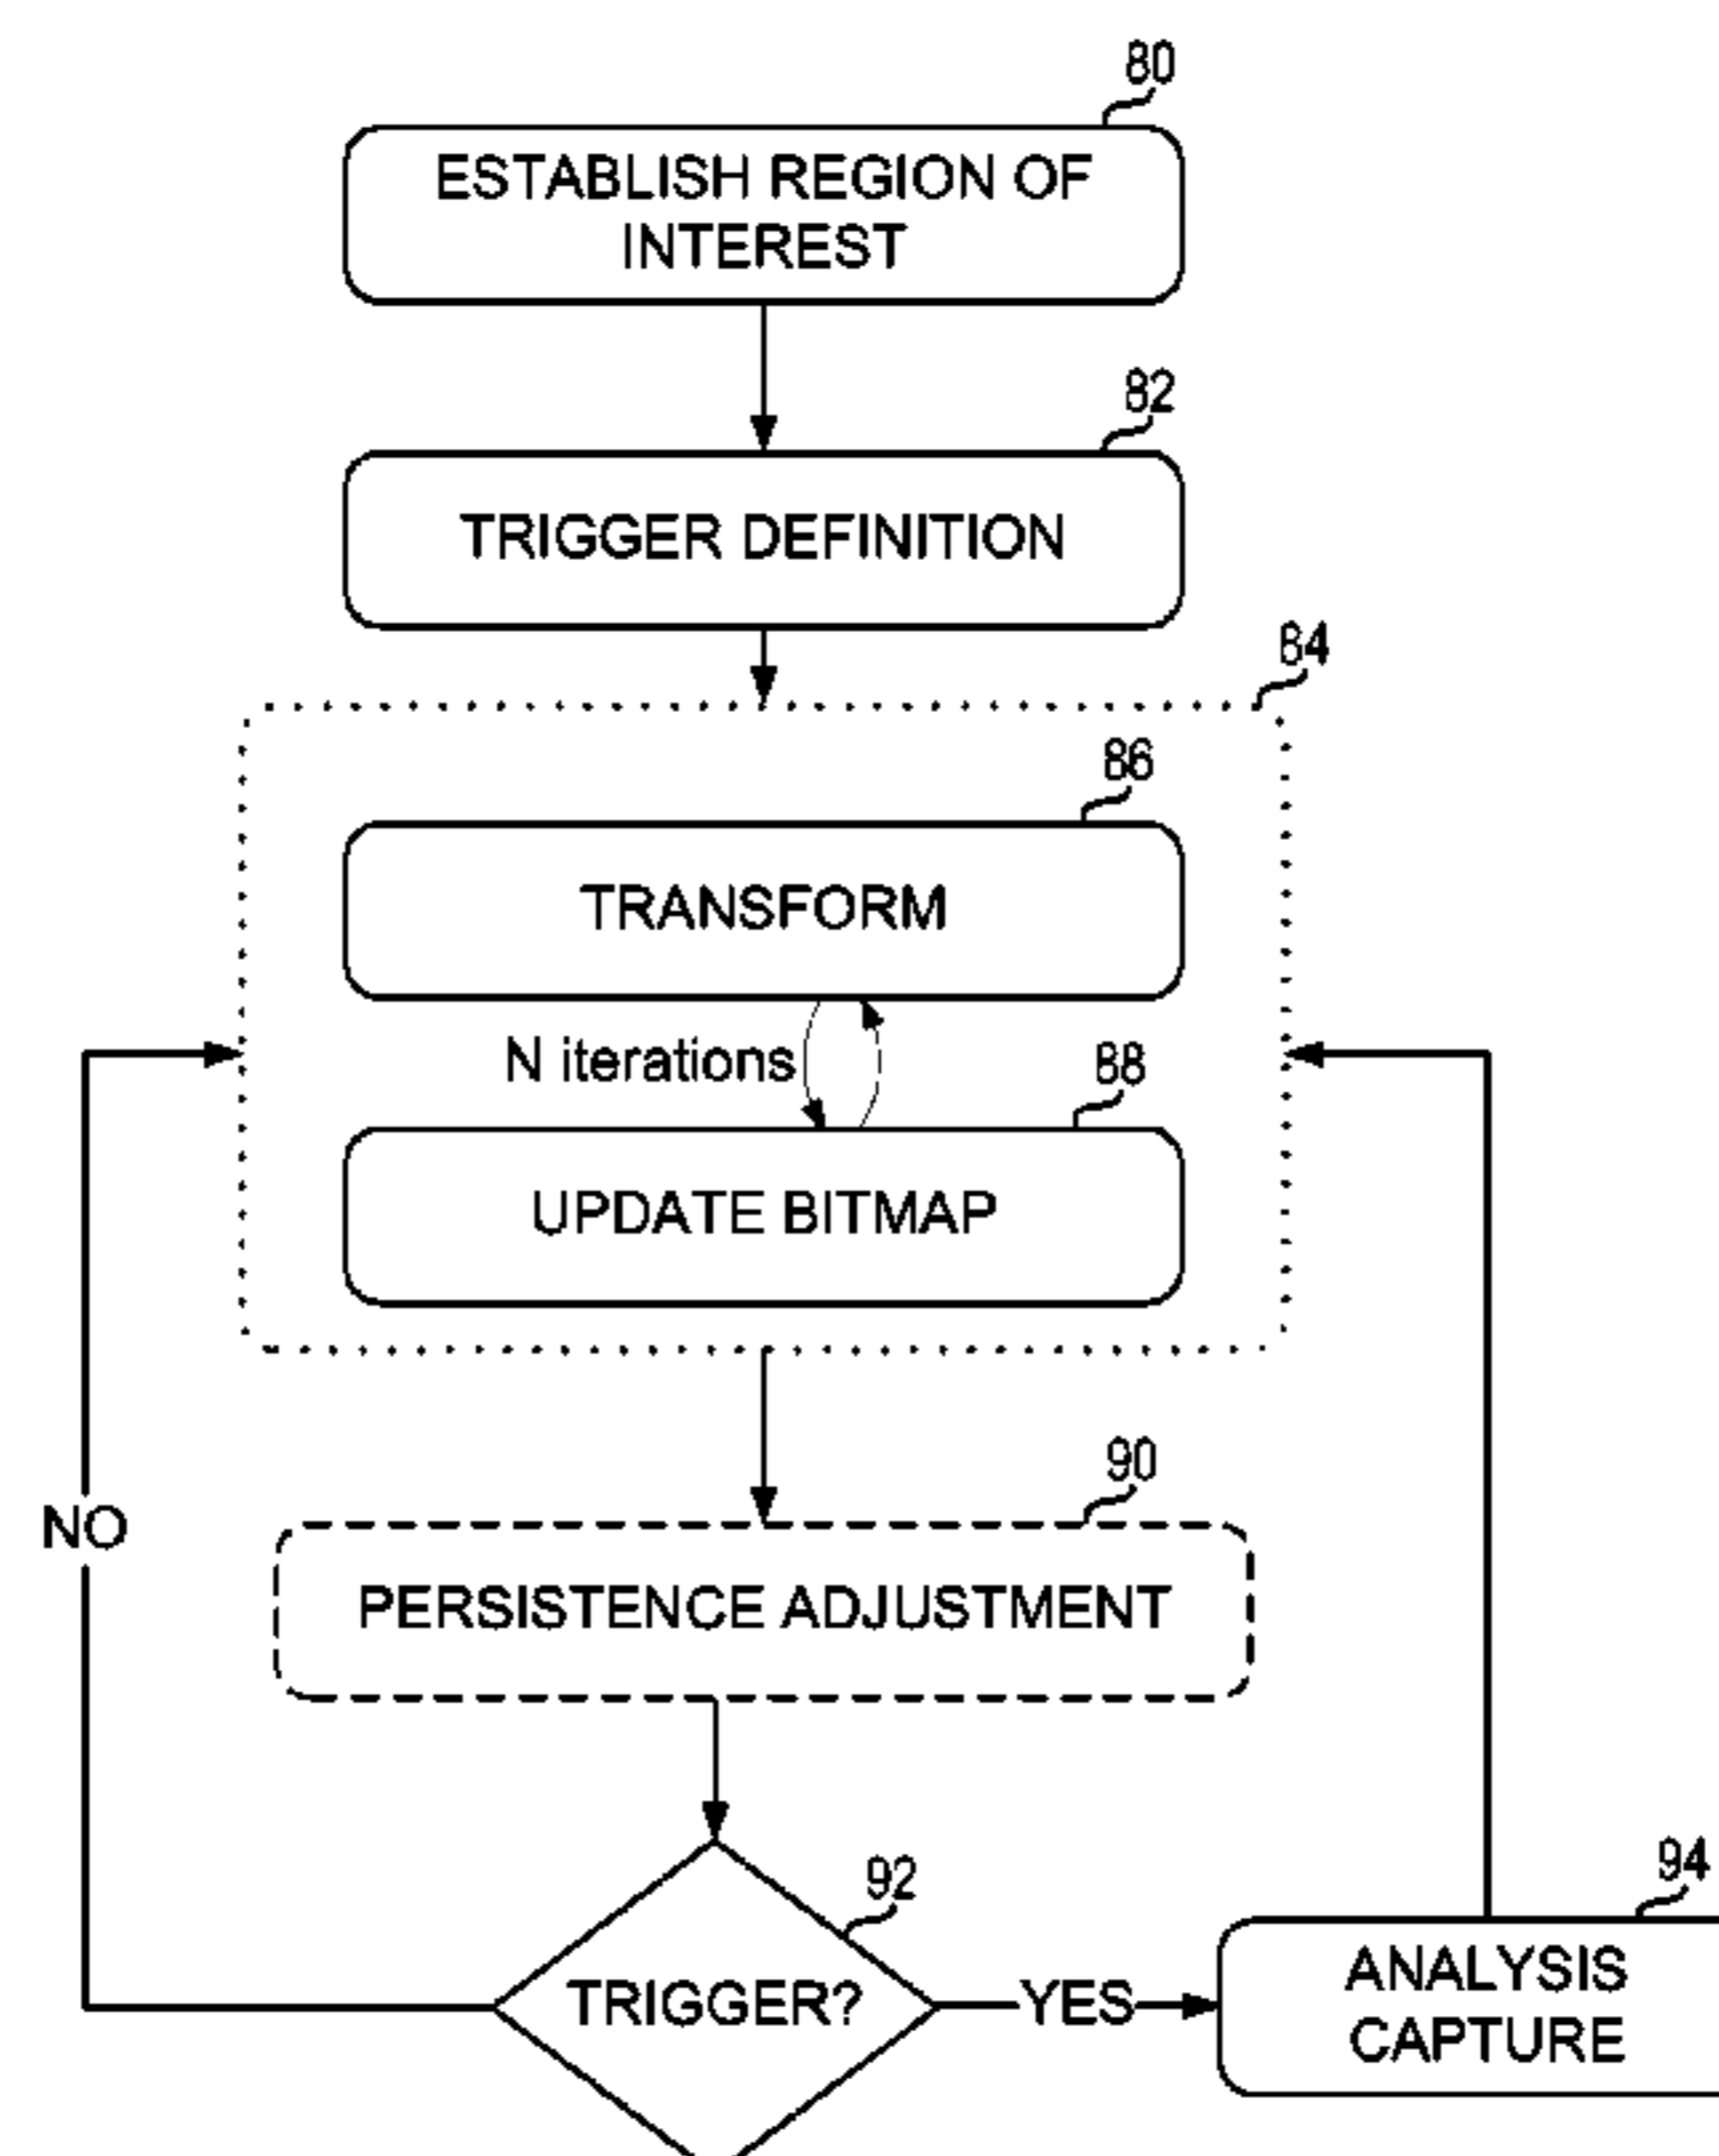 80
ESTABLISH REGION OF
INTEREST
82
TRIGGER DEFINITION
84
86
TRANSFORM
N iterations
88
UPDATE BITMAP
90
NO
PERSISTENCE ADJUSTMENT
92
94
TRIGGER?
YES
ANALYSIS
CAPTURE